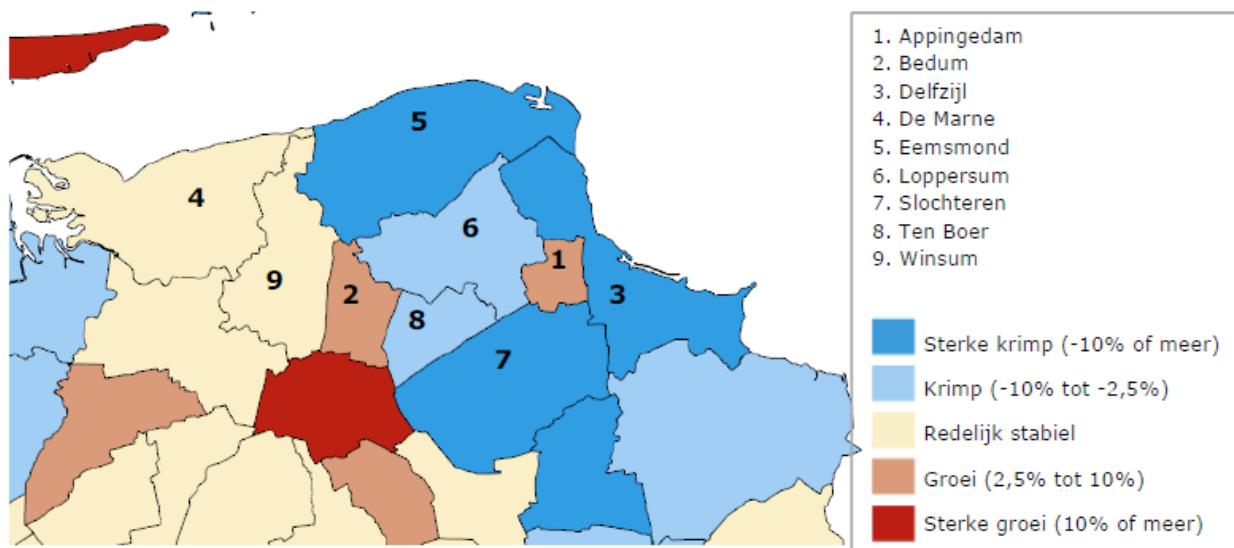 1. Appingedam
2. Bedum
3. Delfzijl
4. De Marne
5. Eemsmond
6. Loppersum
7. Slochteren
8. Ten Boer
9. Winsum
Sterke krimp (-10% of meer)
Krimp (-10% tot -2,5%)
Redelijk stabiel
Groei (2,5% tot 10%)
Sterke groei (10% of meer)
5
4
6
1
9
2
3
8
7